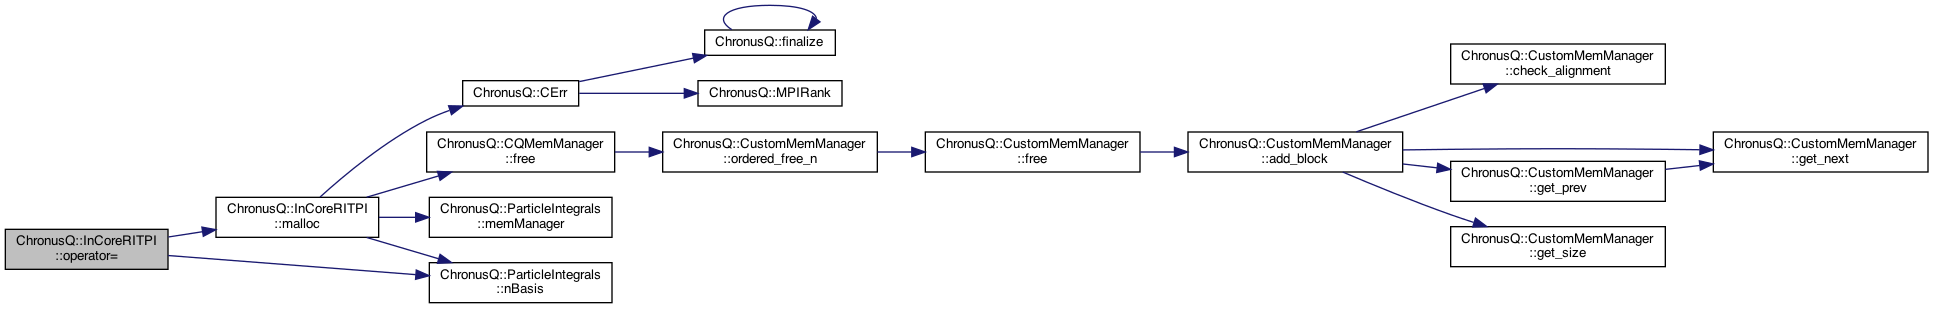 ChronusQ::InCoreRITPI
::operator=
ChronusQ::InCoreRITPI
::malloc
ChronusQ::CErr
ChronusQ::finalize
ChronusQ::MPIRank
ChronusQ::CQMemManager
::free
ChronusQ::CustomMemManager
::ordered_free_n
ChronusQ::CustomMemManager
::free
ChronusQ::CustomMemManager
::add_block
ChronusQ::CustomMemManager
::check_alignment
ChronusQ::CustomMemManager
::get_next
ChronusQ::CustomMemManager
::get_prev
ChronusQ::CustomMemManager
::get_size
ChronusQ::ParticleIntegrals
::memManager
ChronusQ::ParticleIntegrals
::nBasis